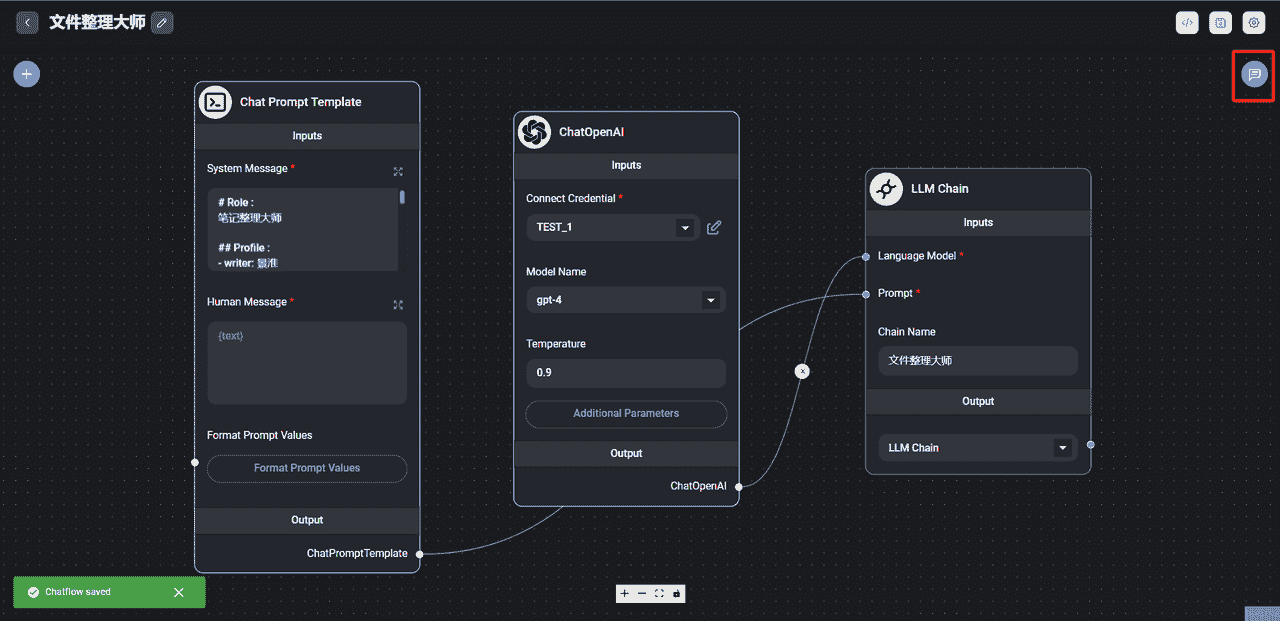 文件整理大师
Chat Prompt Template
Inputs
System Message *
# Role :
笔记整理大师
## Profile :
- writer: 景淮
Human Message *
{text}
Format Prompt Values
Format Prompt Values
Output
ChatPromptTemplate
ChatOpenAI
Inputs
Connect Credential *
TEST_1
Model Name
gpt-4
Temperature
0.9
Additional Parameters
Output
ChatOpenAI
LLM Chain
Inputs
Language Model *
Prompt *
Chain Name
文件整理大师
Output
LLM Chain
Chatflow saved